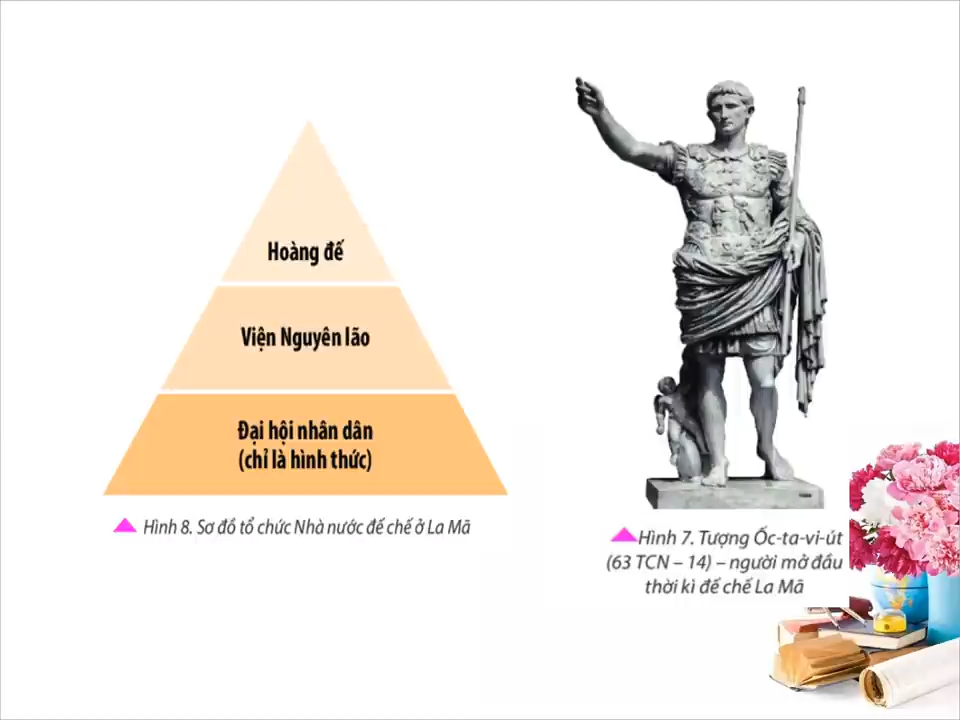 Hoàng đế
Viện Nguyên lão
Đại hội nhân dân
(chỉ là hình thức)
Hình 8. Sơ đồ tổ chức Nhà nước đế chế ở La Mã
Hình 7. Tượng Ốc-ta-vi-út
(63 TCN – 14) – người mở đầu
thời kì đế chế La Mã